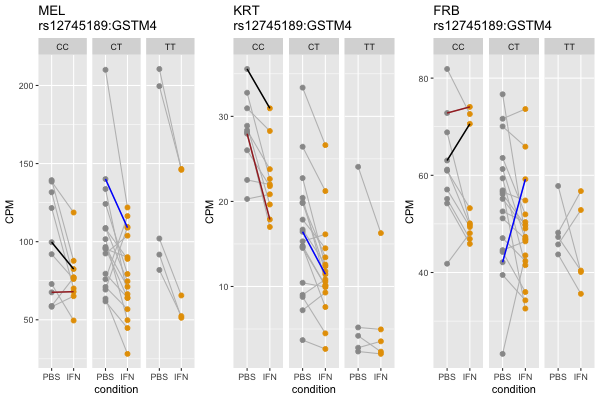 MEL
rs12745189:GSTM4
CC CT TT
CPM
200
150
100
50
PBS IFN PBS IFN PBS IFN
condition
KRT
rs12745189:GSTM4
CC CT TT
CPM
30
20
10
PBS IFN PBS IFN PBS IFN
condition
FRB
rs12745189:GSTM4
CC CT TT
CPM
80
60
40
PBS IFN PBS IFN PBS IFN
condition